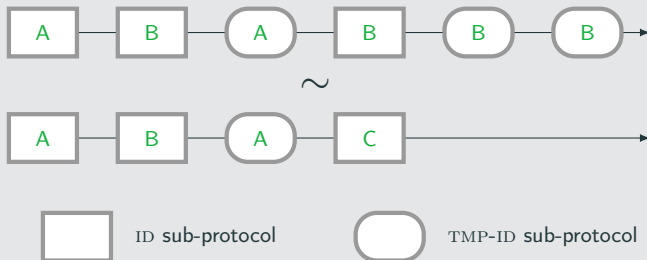 A B A B B B
∼
A B A C
ID sub-protocol TMP-ID sub-protocol